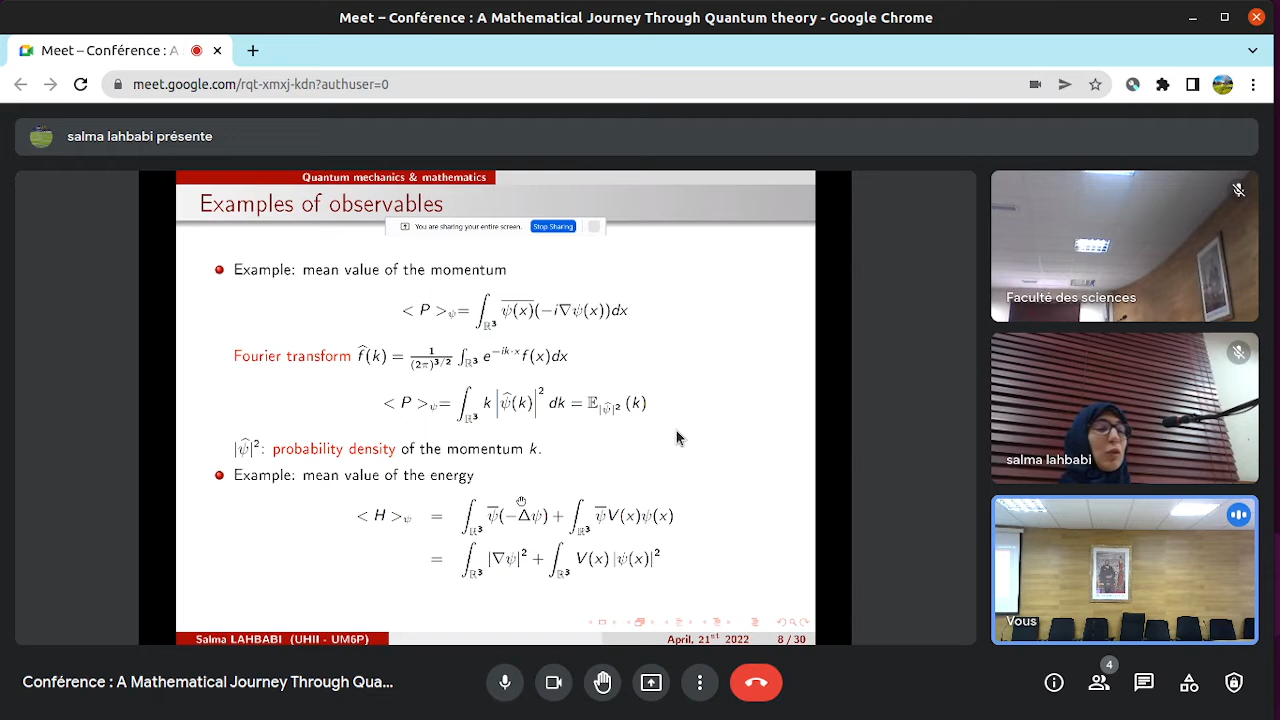 Meet – Conférence : A Mathematical Journey Through Quantum theory - Google Chrome
Meet – Conférence : A
meet.google.com/rqt-xmxj-kdn?authuser=0
salma lahbabi présente
Quantum mechanics & mathematics
Examples of observables
You are sharing your entire screen. Stop Sharing
Example: mean value of the momentum
< P >ψ= ∫ℝ³ \overline{ψ(x)}(−i∇ψ(x))dx
Fourier transform f̂(k) = 1/(2π)^{3/2} ∫ℝ³ e^{−ik·x} f(x)dx
< P >ψ= ∫ℝ³ k |ψ̂(k)|² dk = 𝔼_{|ψ̂|²} (k)
|ψ̂|²: probability density of the momentum k.
Example: mean value of the energy
< H >ψ = ∫ℝ³ \overline{ψ}(−Δψ) + ∫ℝ³ \overline{ψ}V(x)ψ(x)
= ∫ℝ³ |∇ψ|² + ∫ℝ³ V(x) |ψ(x)|²
Salma LAHBABI (UHII - UM6P) April, 21st 2022 8 / 30
Faculté des sciences
salma lahbabi
Vous
Conférence : A Mathematical Journey Through Qua...
4